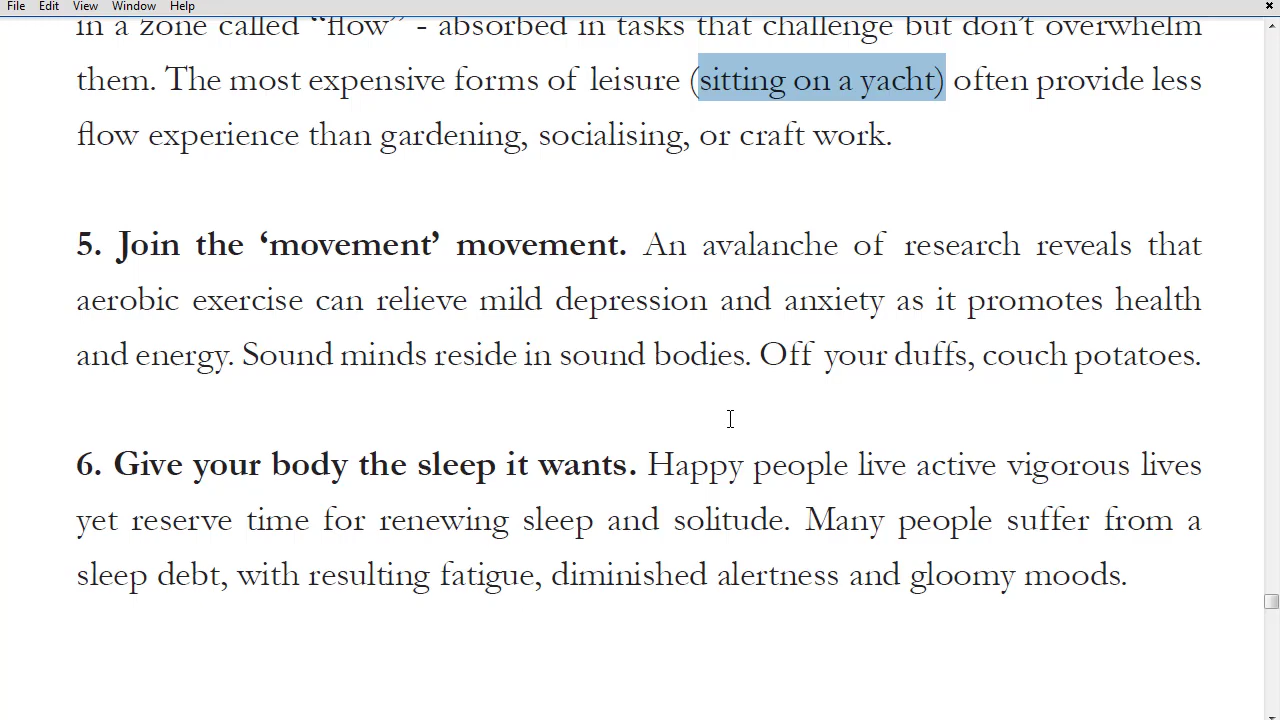 File Edit View Window Help
in a zone called “flow” - absorbed in tasks that challenge but don’t overwhelm
them. The most expensive forms of leisure (sitting on a yacht) often provide less
flow experience than gardening, socialising, or craft work.
5. Join the ‘movement’ movement. An avalanche of research reveals that
aerobic exercise can relieve mild depression and anxiety as it promotes health
and energy. Sound minds reside in sound bodies. Off your duffs, couch potatoes.
6. Give your body the sleep it wants. Happy people live active vigorous lives
yet reserve time for renewing sleep and solitude. Many people suffer from a
sleep debt, with resulting fatigue, diminished alertness and gloomy moods.